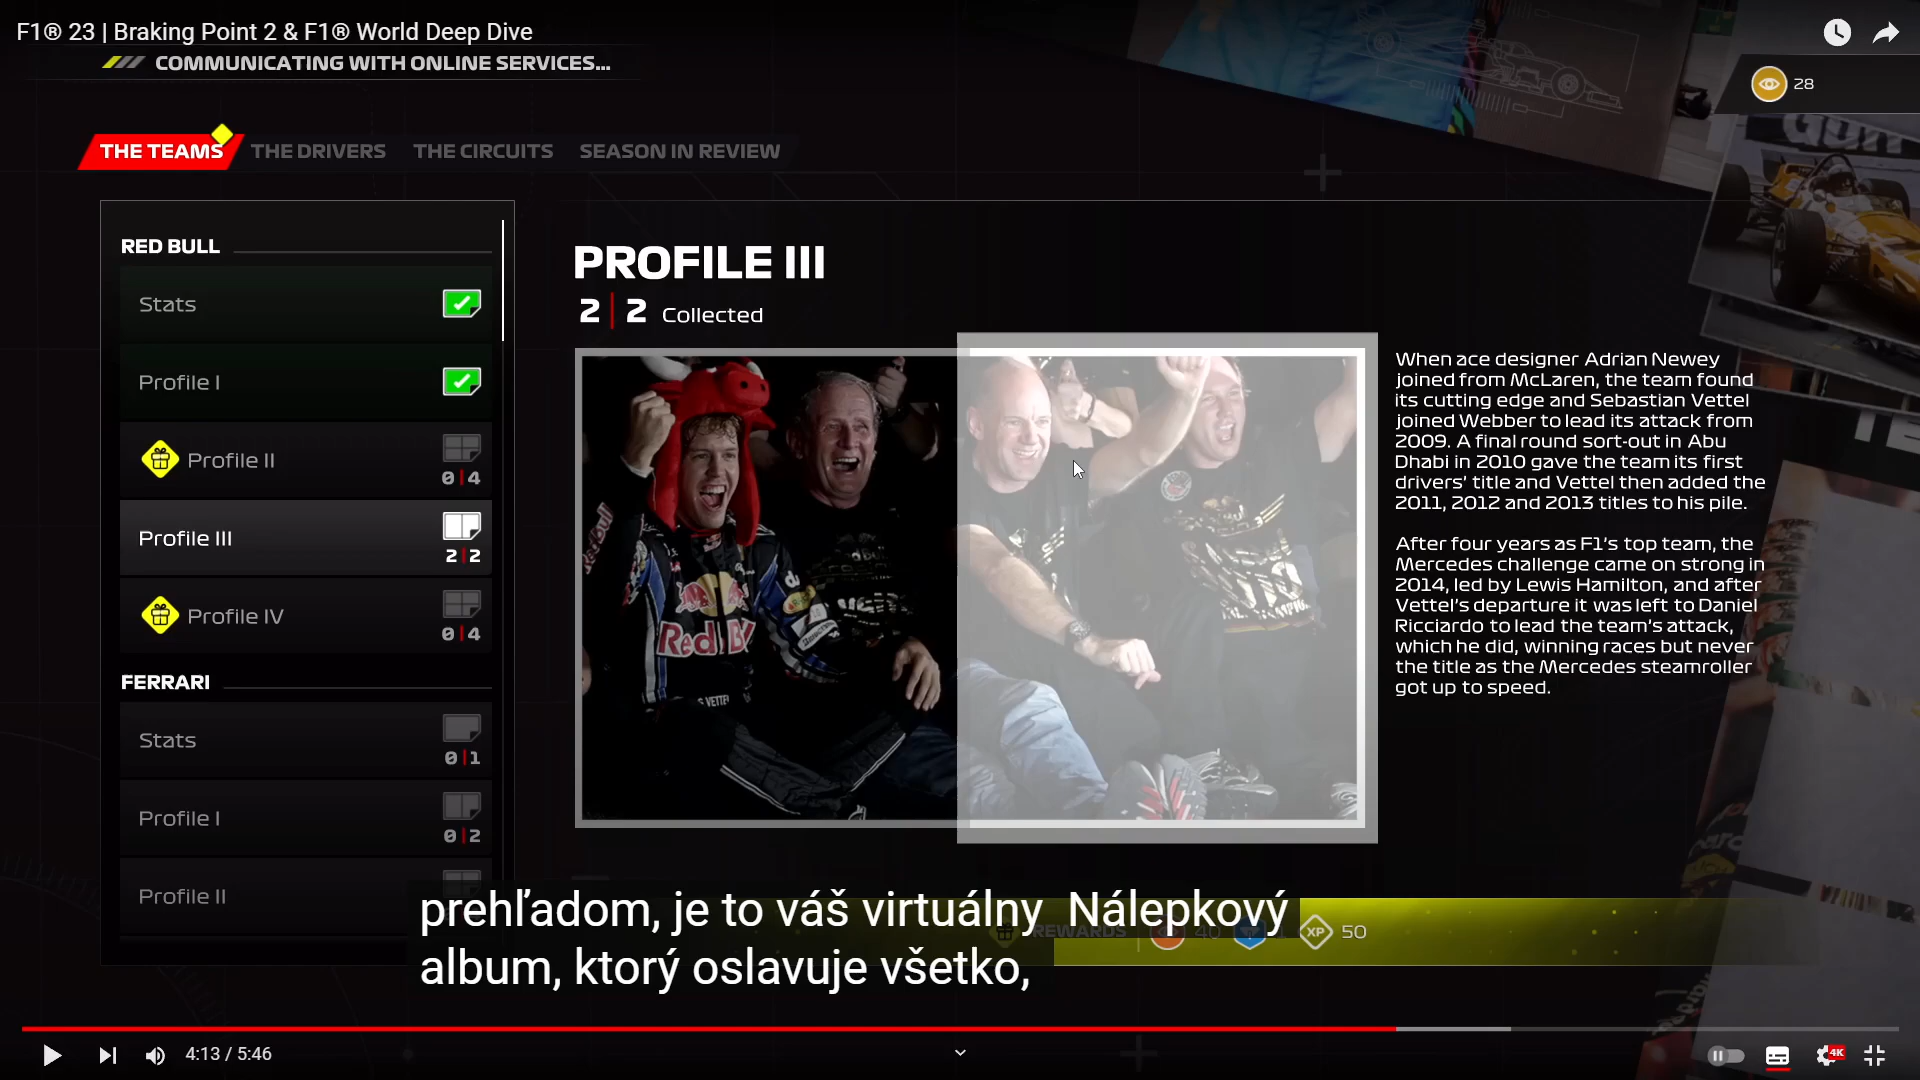 F1® 23 | Braking Point 2 & F1® World Deep Dive
COMMUNICATING WITH ONLINE SERVICES...
28
THE TEAMS
THE DRIVERS
THE CIRCUITS
SEASON IN REVIEW
RED BULL
Stats
Profile I
Profile II
0|4
Profile III
2|2
Profile IV
0|4
FERRARI
Stats
0|1
Profile I
0|2
Profile II
PROFILE III
2|2 Collected
Red Bull
S VETTEL
When ace designer Adrian Newey
joined from McLaren, the team found
its cutting edge and Sebastian Vettel
joined Webber to lead its attack from
2009. A final round sort-out in Abu
Dhabi in 2010 gave the team its first
drivers' title and Vettel then added the
2011, 2012 and 2013 titles to his pile.
After four years as F1's top team, the
Mercedes challenge came on strong in
2014, led by Lewis Hamilton, and after
Vettel's departure it was left to Daniel
Ricciardo to lead the team's attack,
which he did, winning races but never
the title as the Mercedes steamroller
got up to speed.
REWARDS 40 XP 50
prehľadom, je to váš virtuálny Nálepkový
album, ktorý oslavuje všetko,
4:13 / 5:46
4K